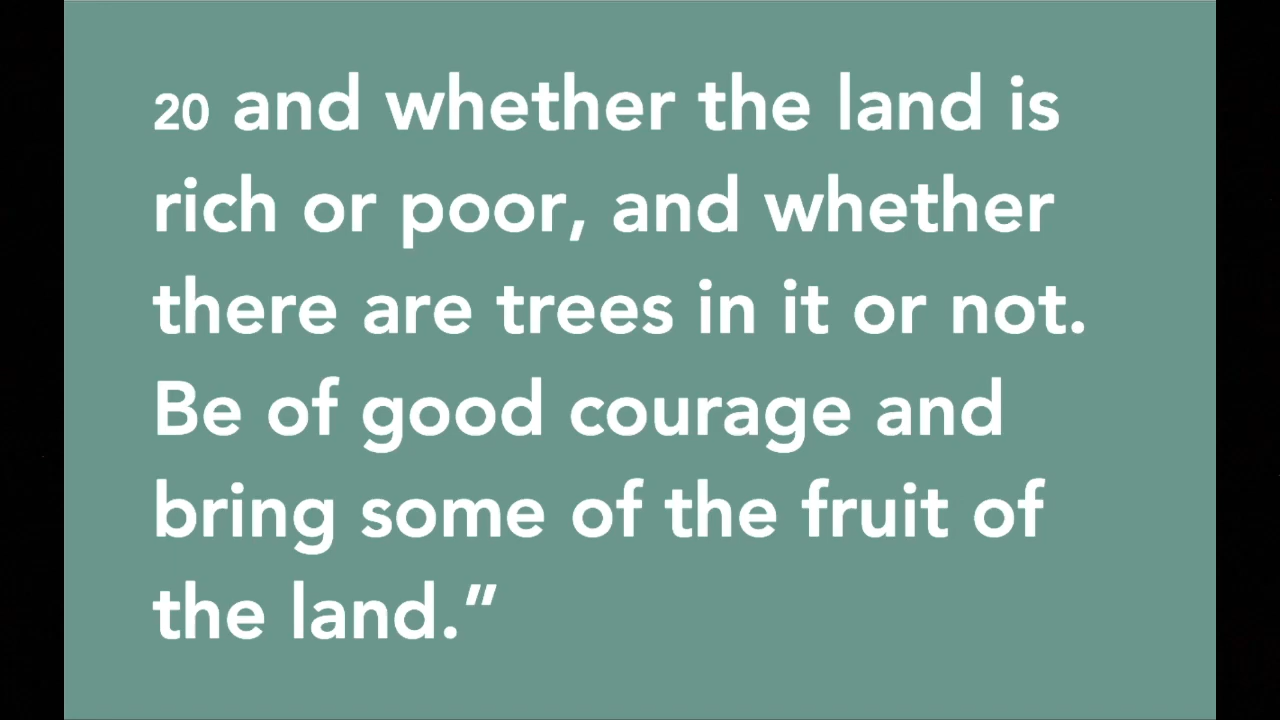 20 and whether the land is
rich or poor, and whether
there are trees in it or not.
Be of good courage and
bring some of the fruit of
the land.”